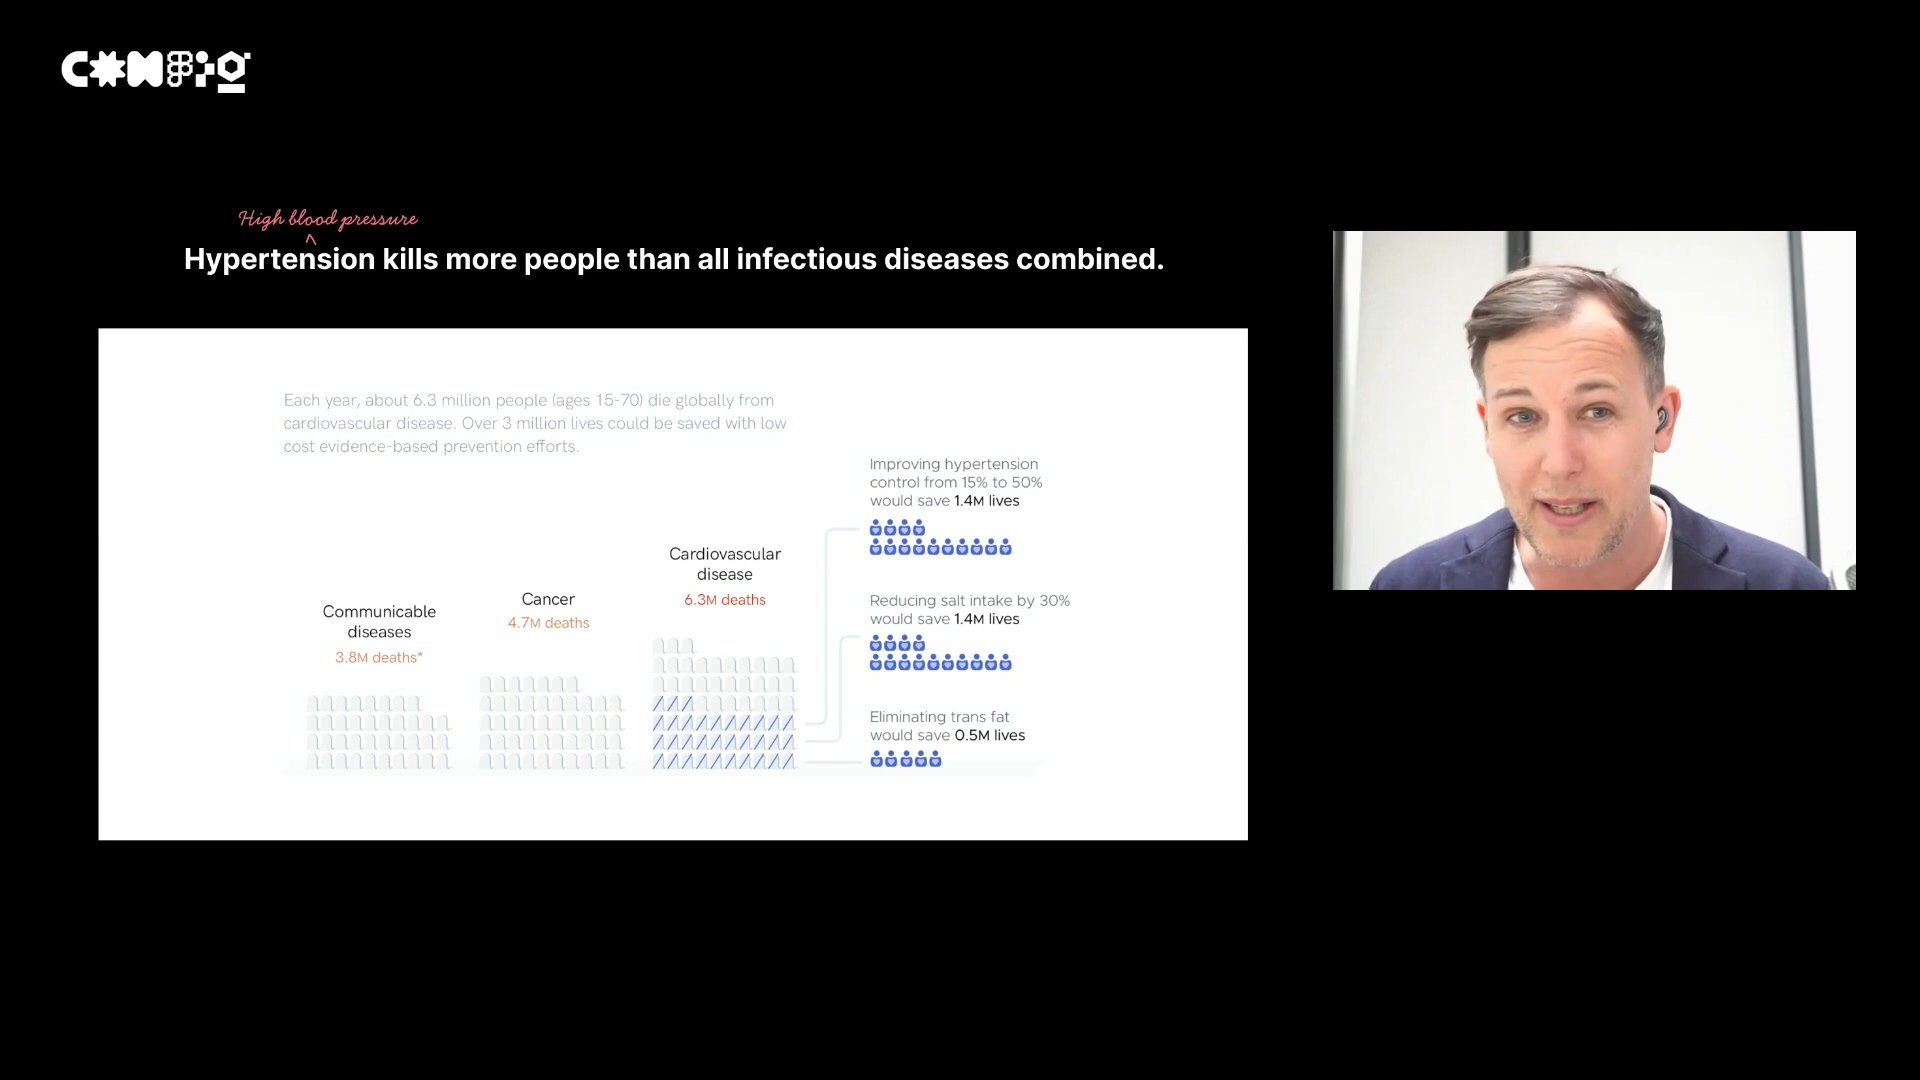 CONFIG
High blood pressure
^
Hypertension kills more people than all infectious diseases combined.
Each year, about 6.3 million people (ages 15-70) die globally from
cardiovascular disease. Over 3 million lives could be saved with low
cost evidence-based prevention efforts.
Communicable
diseases
3.8M deaths*
Cancer
4.7M deaths
Cardiovascular
disease
6.3M deaths
Improving hypertension
control from 15% to 50%
would save 1.4M lives
Reducing salt intake by 30%
would save 1.4M lives
Eliminating trans fat
would save 0.5M lives